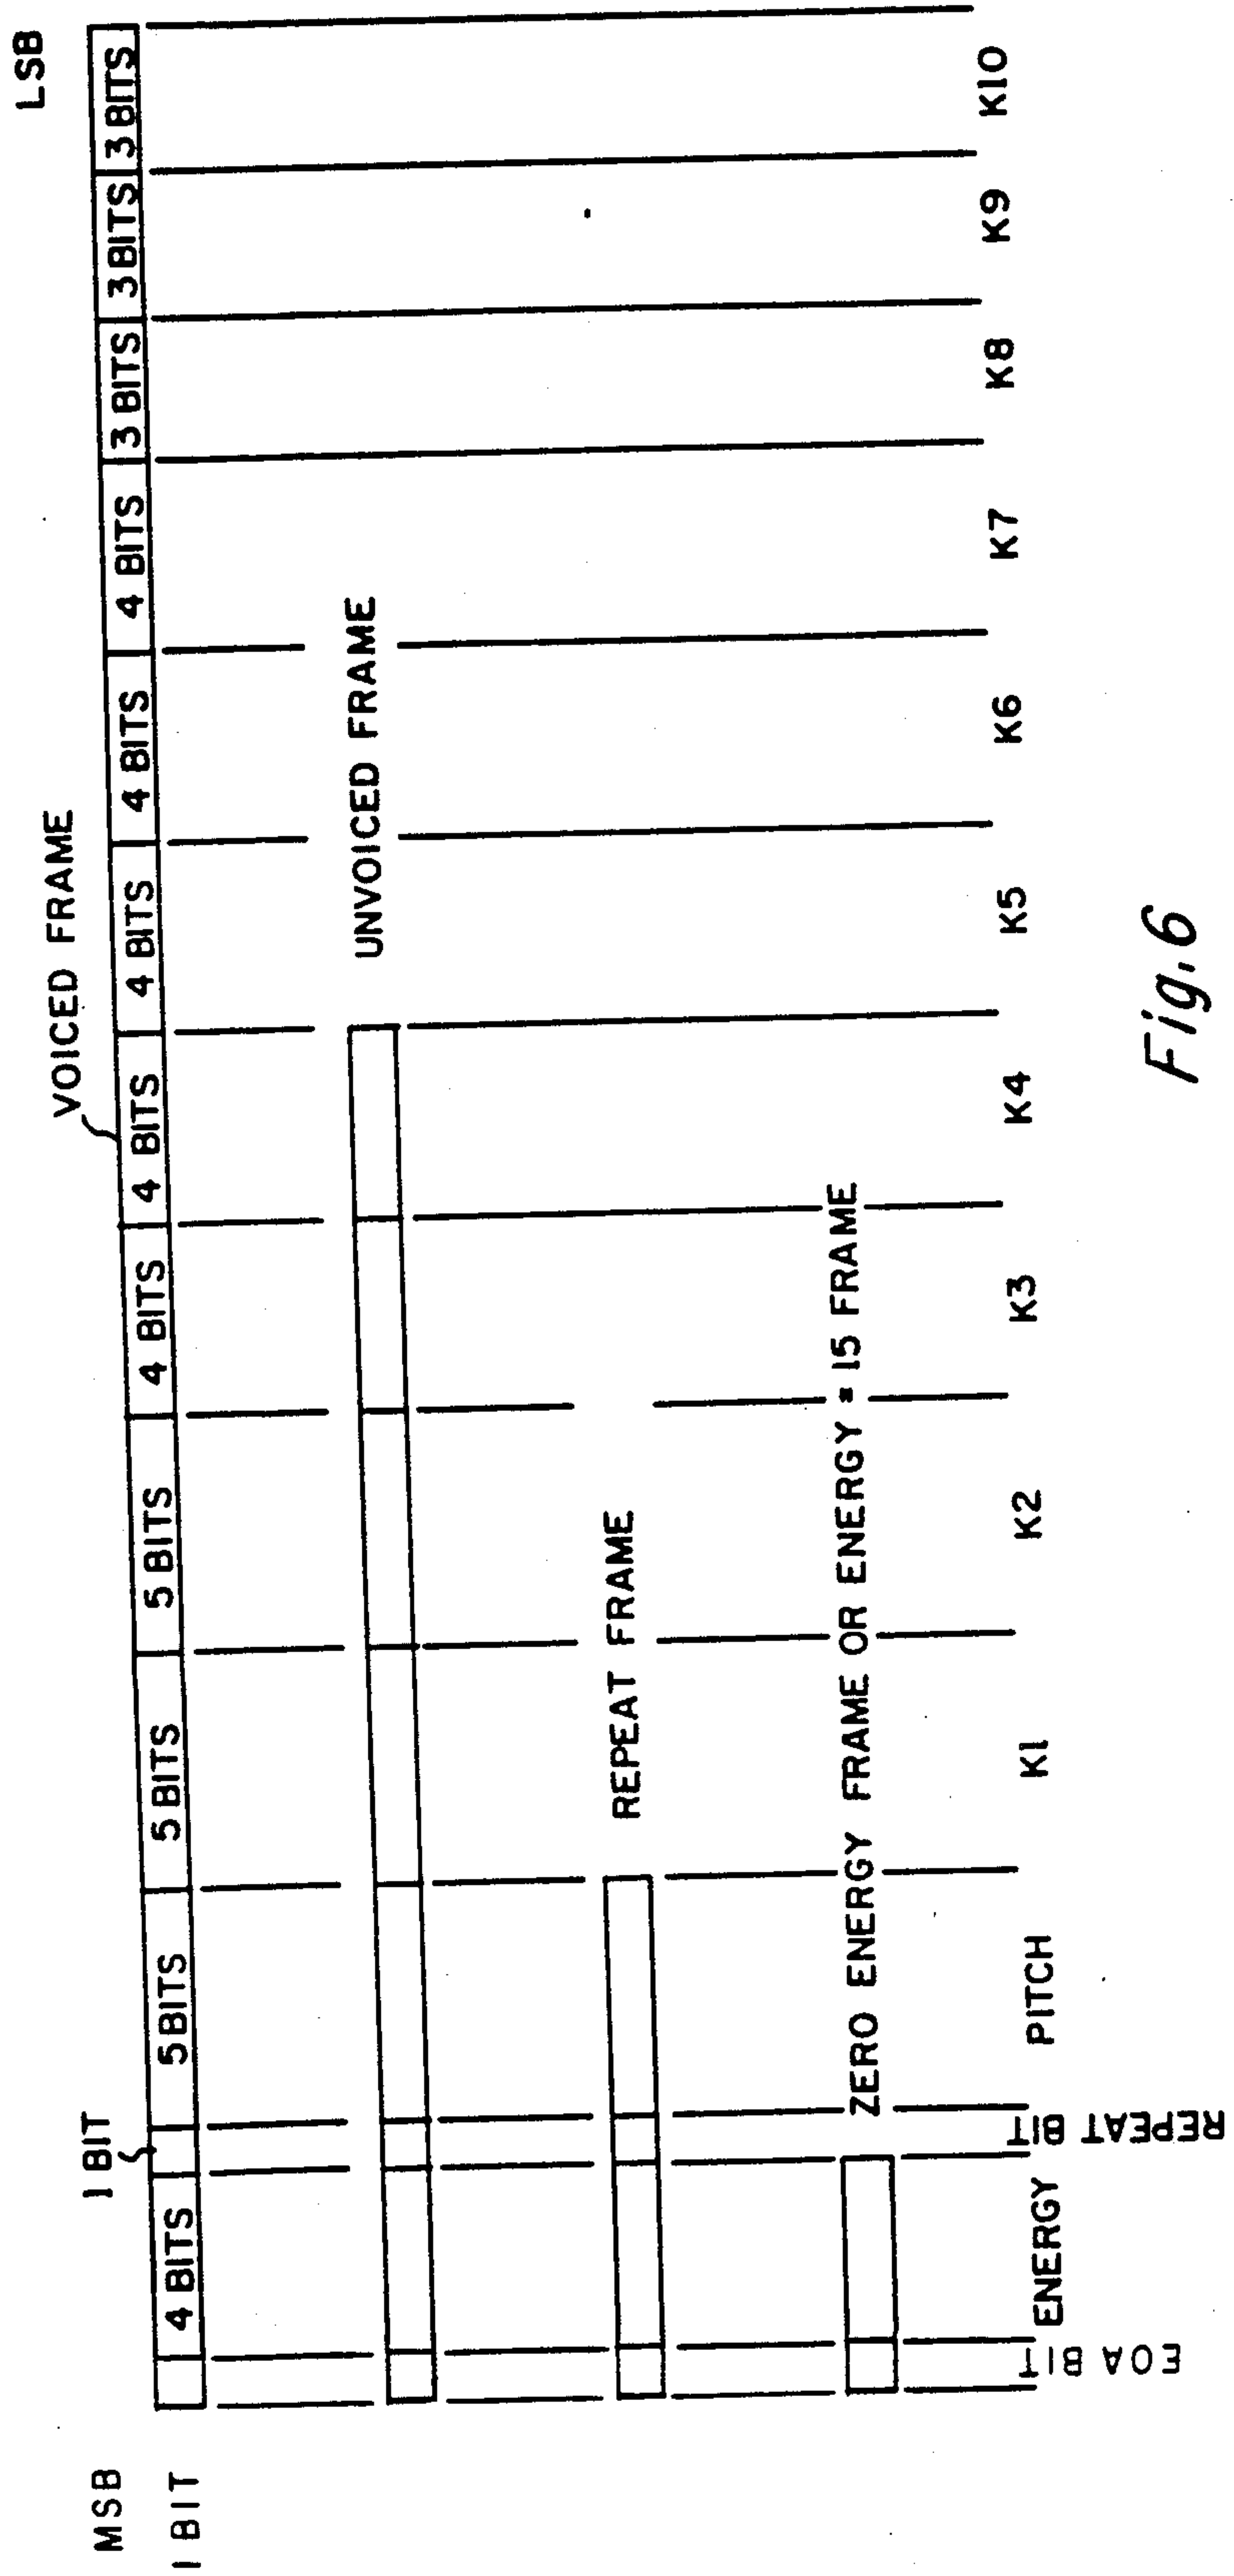 MSB
LSB
VOICED FRAME
1 BIT
1 BIT
4 BITS
5 BITS
5 BITS
5 BITS
4 BITS
4 BITS
4 BITS
4 BITS
4 BITS
3 BITS
3 BITS
3 BITS
UNVOICED FRAME
REPEAT FRAME
ZERO ENERGY FRAME OR ENERGY = 15 FRAME
EOA BIT
ENERGY
REPEAT BIT
PITCH
K1
K2
K3
K4
K5
K6
K7
K8
K9
K10
Fig. 6